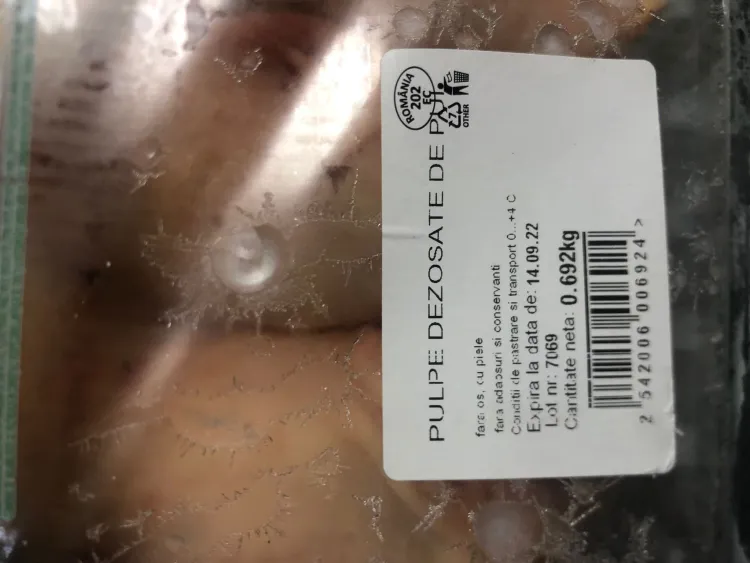 ROMÂNIA
202
EC
7
OTHER
PULPE DEZOSATE DE PUI
fara os, cu piele
fara adaosuri si conservanti
Conditii de pastrare si transport 0...+4 C
Expira la data de: 14.09.22
Lot nr: 7069
Cantitate neta: 0.692kg
2 542006 006924 >